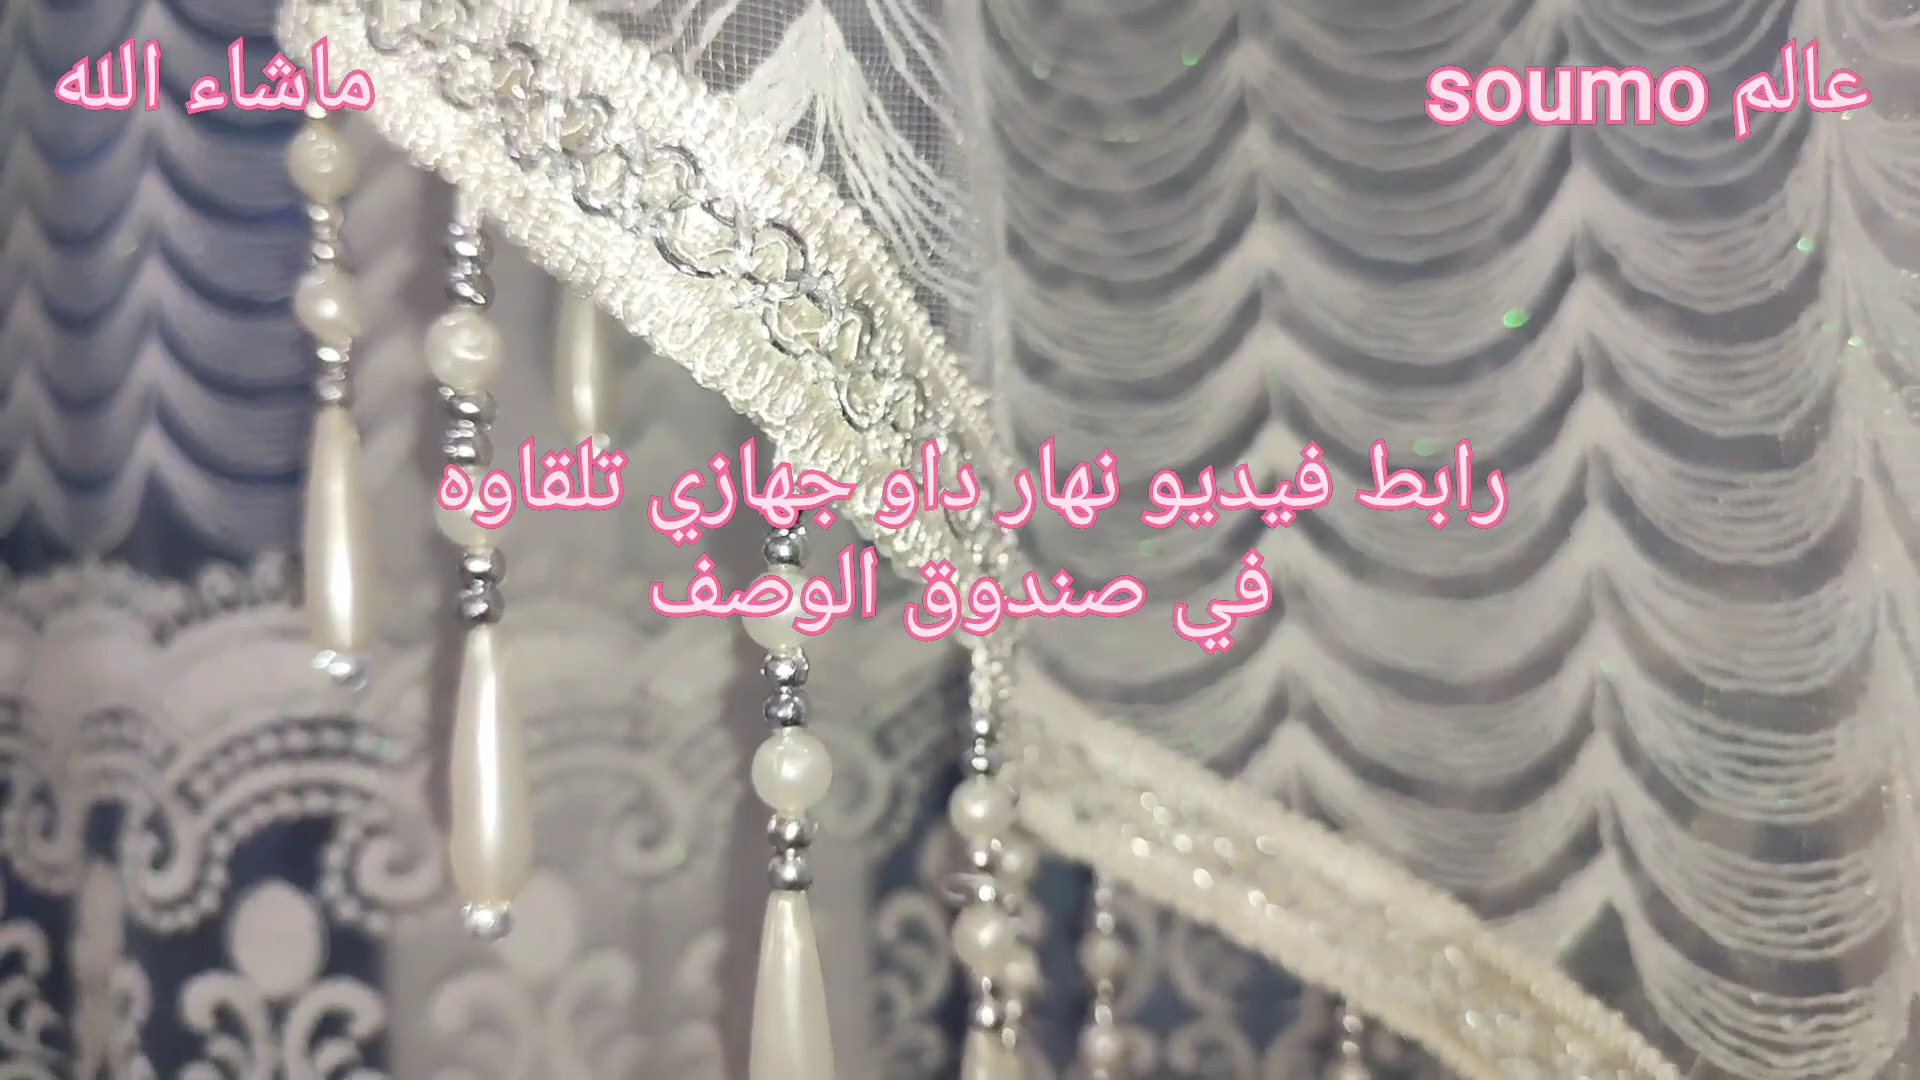 عالم soumo
ماشاء الله
رابط فيديو نهار داو جهازي تلقاوه
في صندوق الوصف